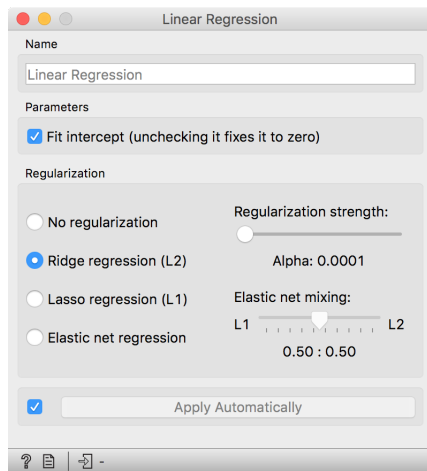 Linear Regression
Name
Linear Regression
Parameters
Fit intercept (unchecking it fixes it to zero)
Regularization
No regularization
Ridge regression (L2)
Lasso regression (L1)
Elastic net regression
Regularization strength:
Alpha: 0.0001
Elastic net mixing:
L1 L2
0.50 : 0.50
Apply Automatically
? -